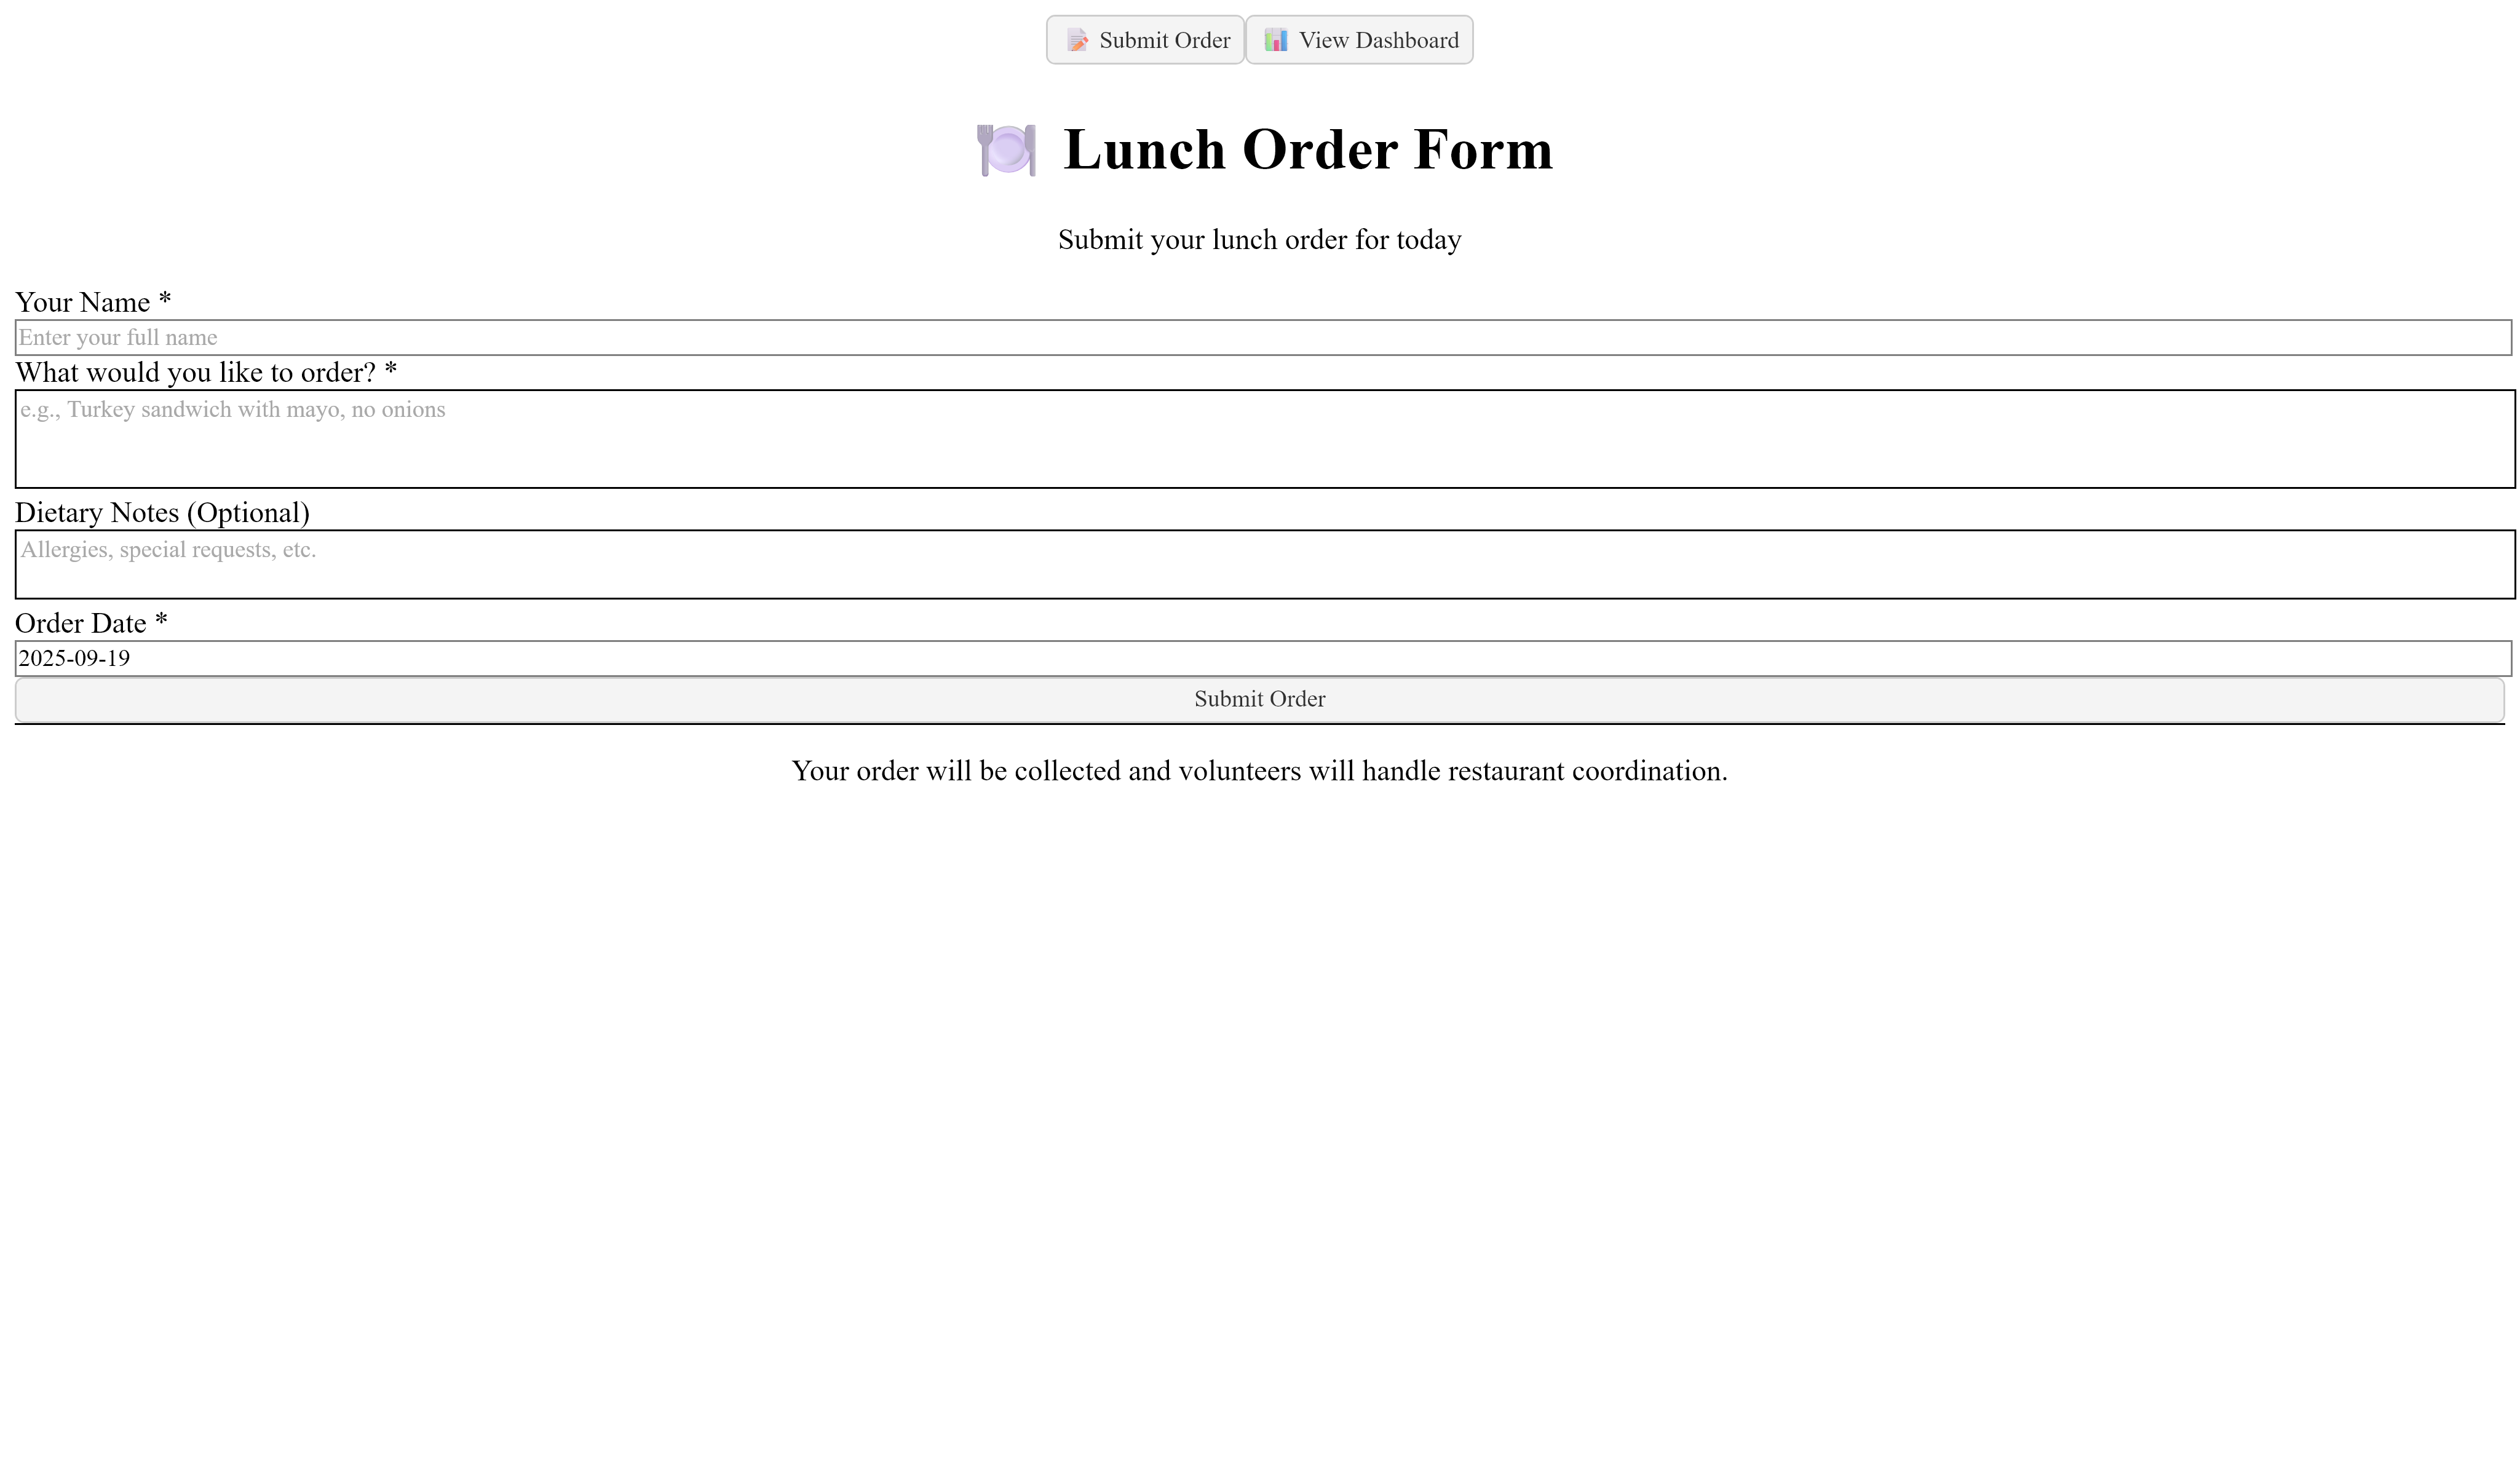 Submit Order
View Dashboard
Lunch Order Form
Submit your lunch order for today
Your Name *
Enter your full name
What would you like to order? *
e.g., Turkey sandwich with mayo, no onions
Dietary Notes (Optional)
Allergies, special requests, etc.
Order Date *
2025-09-19
Submit Order
Your order will be collected and volunteers will handle restaurant coordination.